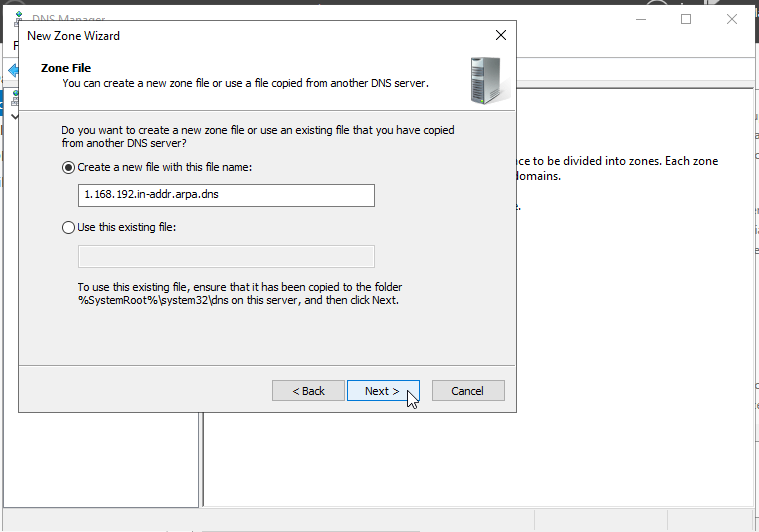 DNS Manager
New Zone Wizard
Zone File
You can create a new zone file or use a file copied from another DNS server.
Do you want to create a new zone file or use an existing file that you have copied
from another DNS server?
Create a new file with this file name:
1.168.192.in-addr.arpa.dns
Use this existing file:
To use this existing file, ensure that it has been copied to the folder
%SystemRoot%\system32\dns on this server, and then click Next.
< Back
Next >
Cancel
ce to be divided into zones. Each zone
domains.